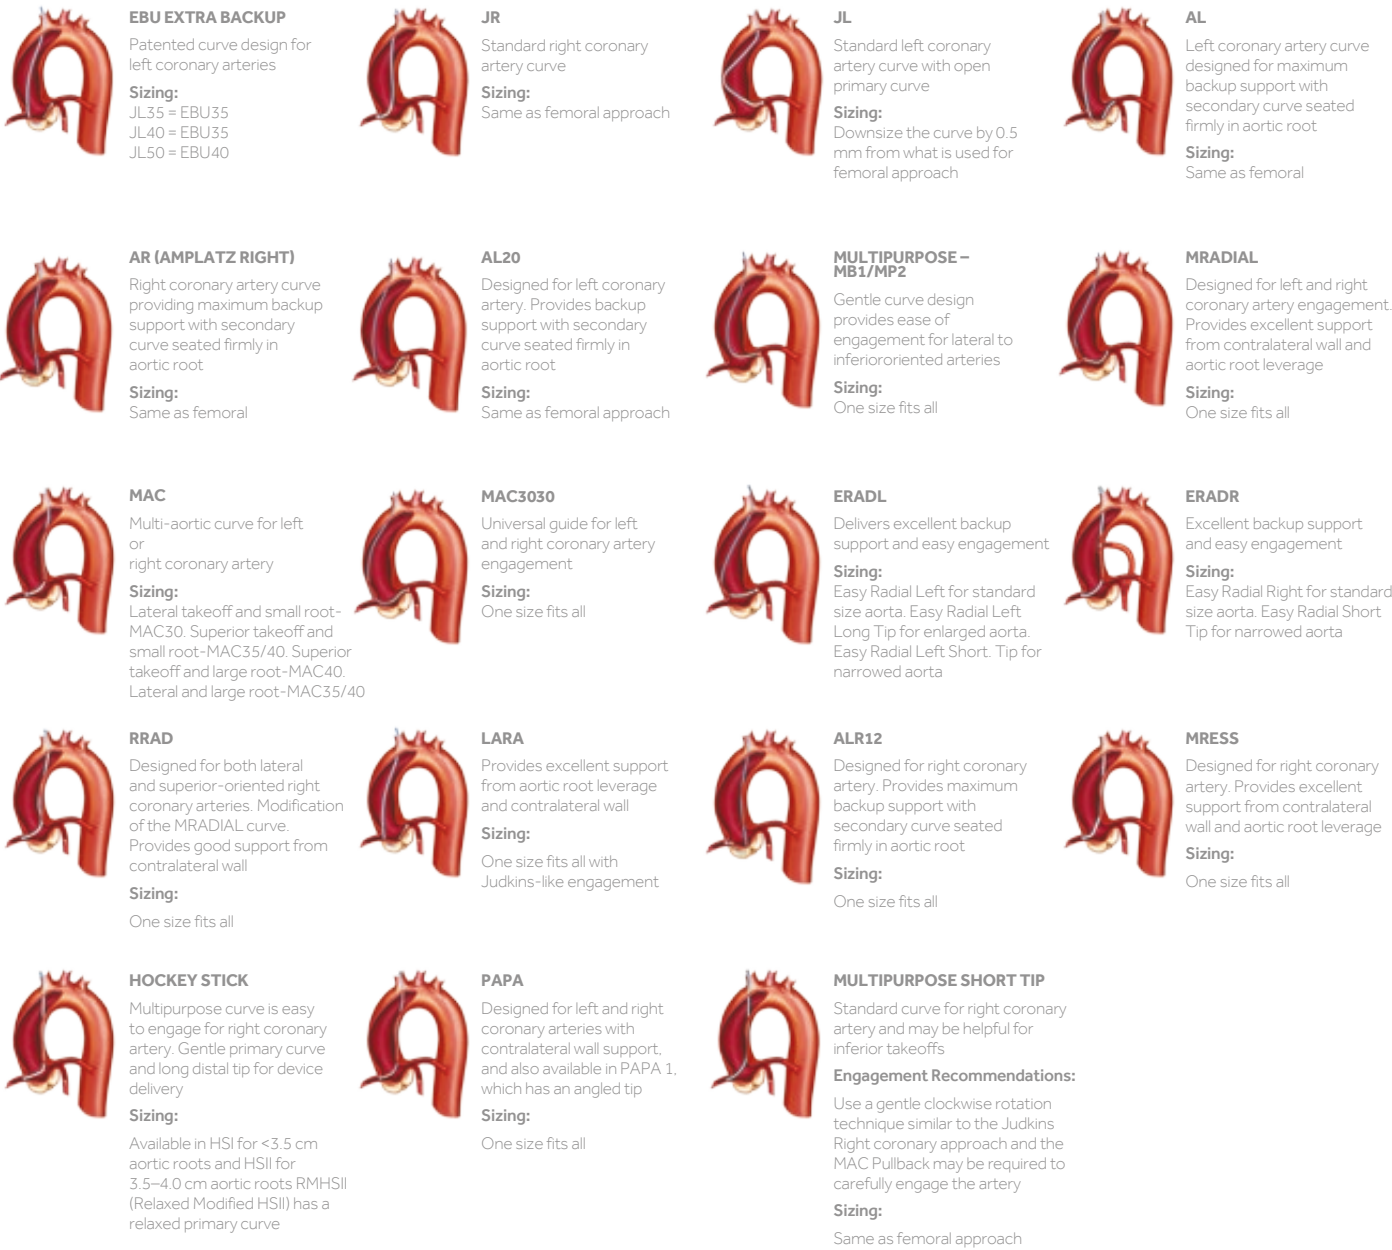 EBU EXTRA BACKUP
Patented curve design for
left coronary arteries
Sizing:
JL35 = EBU35
JL40 = EBU35
JL50 = EBU40
JR
Standard right coronary
artery curve
Sizing:
Same as femoral approach
JL
Standard left coronary
artery curve with open
primary curve
Sizing:
Downsize the curve by 0.5
mm from what is used for
femoral approach
AL
Left coronary artery curve
designed for maximum
backup support with
secondary curve seated
firmly in aortic root
Sizing:
Same as femoral
AR (AMPLATZ RIGHT)
Right coronary artery curve
providing maximum backup
support with secondary
curve seated firmly in
aortic root
Sizing:
Same as femoral
AL20
Designed for left coronary
artery. Provides backup
support with secondary
curve seated firmly in
aortic root
Sizing:
Same as femoral approach
MULTIPURPOSE –
MB1/MP2
Gentle curve design
provides ease of
engagement for lateral to
inferiororiented arteries
Sizing:
One size fits all
MRADIAL
Designed for left and right
coronary artery engagement.
Provides excellent support
from contralateral wall and
aortic root leverage
Sizing:
One size fits all
MAC
Multi-aortic curve for left
or
right coronary artery
Sizing:
Lateral takeoff and small root-
MAC30. Superior takeoff and
small root-MAC35/40. Superior
takeoff and large root-MAC40.
Lateral and large root-MAC35/40
MAC3030
Universal guide for left
and right coronary artery
engagement
Sizing:
One size fits all
ERADL
Delivers excellent backup
support and easy engagement
Sizing:
Easy Radial Left for standard
size aorta. Easy Radial Left
Long Tip for enlarged aorta.
Easy Radial Left Short. Tip for
narrowed aorta
ERADR
Excellent backup support
and easy engagement
Sizing:
Easy Radial Right for standard
size aorta. Easy Radial Short
Tip for narrowed aorta
RRAD
Designed for both lateral
and superior-oriented right
coronary arteries. Modification
of the MRADIAL curve.
Provides good support from
contralateral wall
Sizing:
One size fits all
LARA
Provides excellent support
from aortic root leverage
and contralateral wall
Sizing:
One size fits all with
Judkins-like engagement
ALR12
Designed for right coronary
artery. Provides maximum
backup support with
secondary curve seated
firmly in aortic root
Sizing:
One size fits all
MRESS
Designed for right coronary
artery. Provides excellent
support from contralateral
wall and aortic root leverage
Sizing:
One size fits all
HOCKEY STICK
Multipurpose curve is easy
to engage for right coronary
artery. Gentle primary curve
and long distal tip for device
delivery
Sizing:
Available in HSI for <3.5 cm
aortic roots and HSII for
3.5–4.0 cm aortic roots RMHSII
(Relaxed Modified HSII) has a
relaxed primary curve
PAPA
Designed for left and right
coronary arteries with
contralateral wall support,
and also available in PAPA 1,
which has an angled tip
Sizing:
One size fits all
MULTIPURPOSE SHORT TIP
Standard curve for right coronary
artery and may be helpful for
inferior takeoffs
Engagement Recommendations:
Use a gentle clockwise rotation
technique similar to the Judkins
Right coronary approach and the
MAC Pullback may be required to
carefully engage the artery
Sizing:
Same as femoral approach